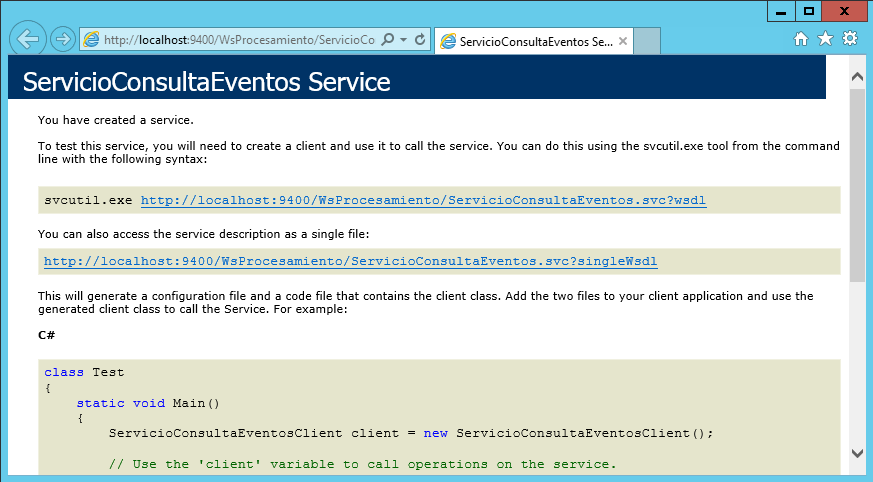 http://localhost:9400/WsProcesamiento/ServicioCo
ServicioConsultaEventos Se...
ServicioConsultaEventos Service
You have created a service.
To test this service, you will need to create a client and use it to call the service. You can do this using the svcutil.exe tool from the command
line with the following syntax:
svcutil.exe http://localhost:9400/WsProcesamiento/ServicioConsultaEventos.svc?wsdl
You can also access the service description as a single file:
http://localhost:9400/WsProcesamiento/ServicioConsultaEventos.svc?singleWsdl
This will generate a configuration file and a code file that contains the client class. Add the two files to your client application and use the
generated client class to call the Service. For example:
C#
class Test
{
    static void Main()
    {
        ServicioConsultaEventosClient client = new ServicioConsultaEventosClient();
        // Use the 'client' variable to call operations on the service.